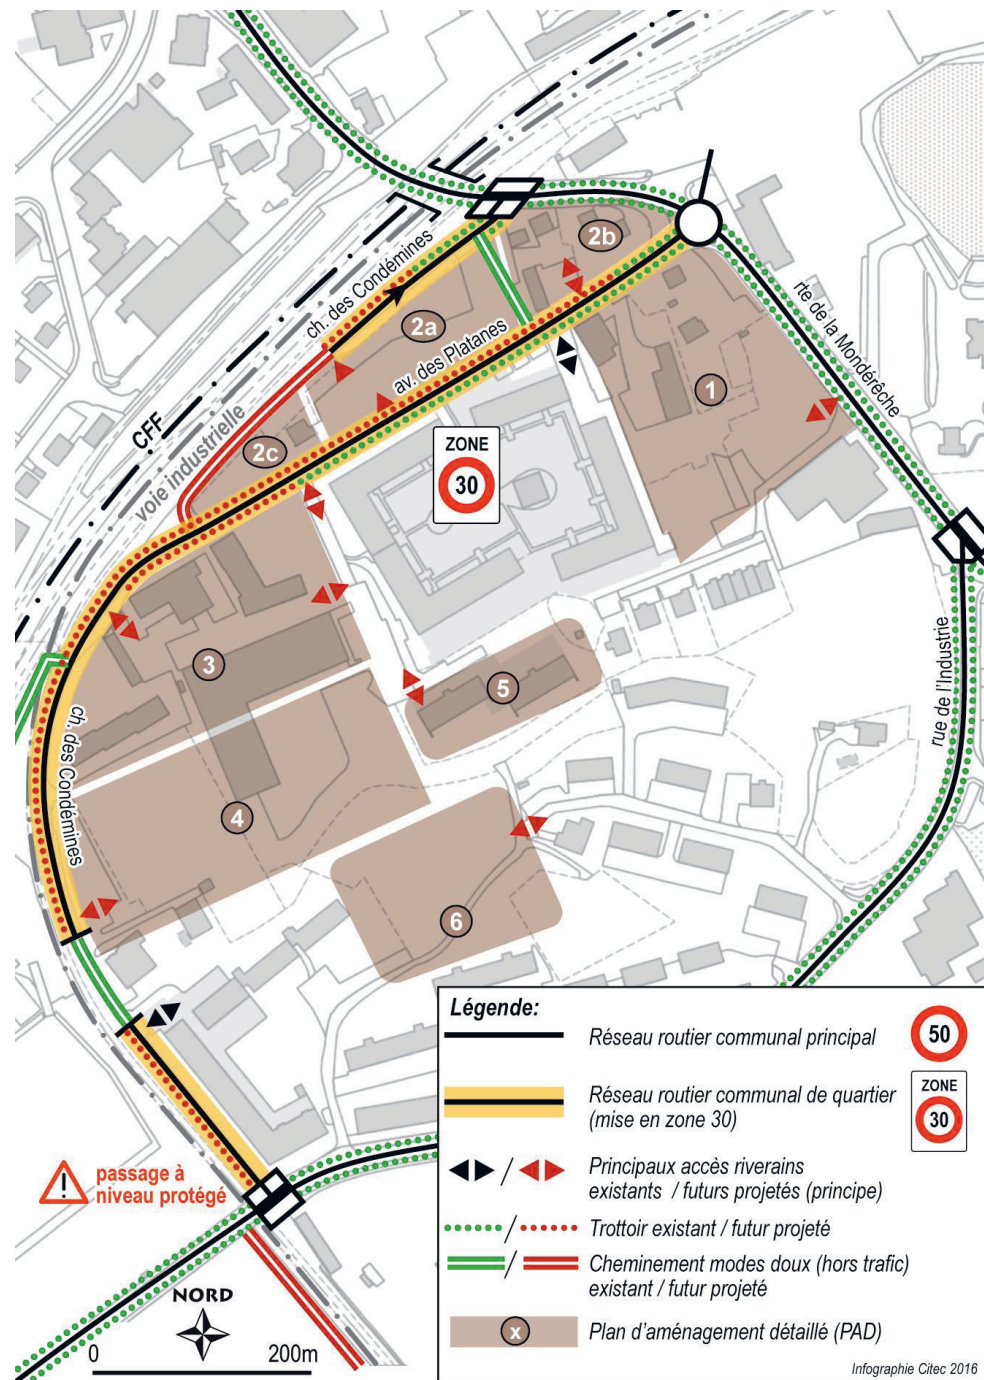 2b
ch. des Condémines
2a
av. des Platanes
rte de la Mondérêche
1
CFF
voie industrielle
2c
ZONE
30
3
5
rue de l'Industrie
ch. des Condémines
4
6
passage à
niveau protégé
NORD
0 200m
Légende:
Réseau routier communal principal
50
Réseau routier communal de quartier
(mise en zone 30)
ZONE
30
/
Principaux accès riverains
existants / futurs projetés (principe)
/
Trottoir existant / futur projeté
/
Cheminement modes doux (hors trafic)
existant / futur projeté
x
Plan d'aménagement détaillé (PAD)
Infographie Citec 2016